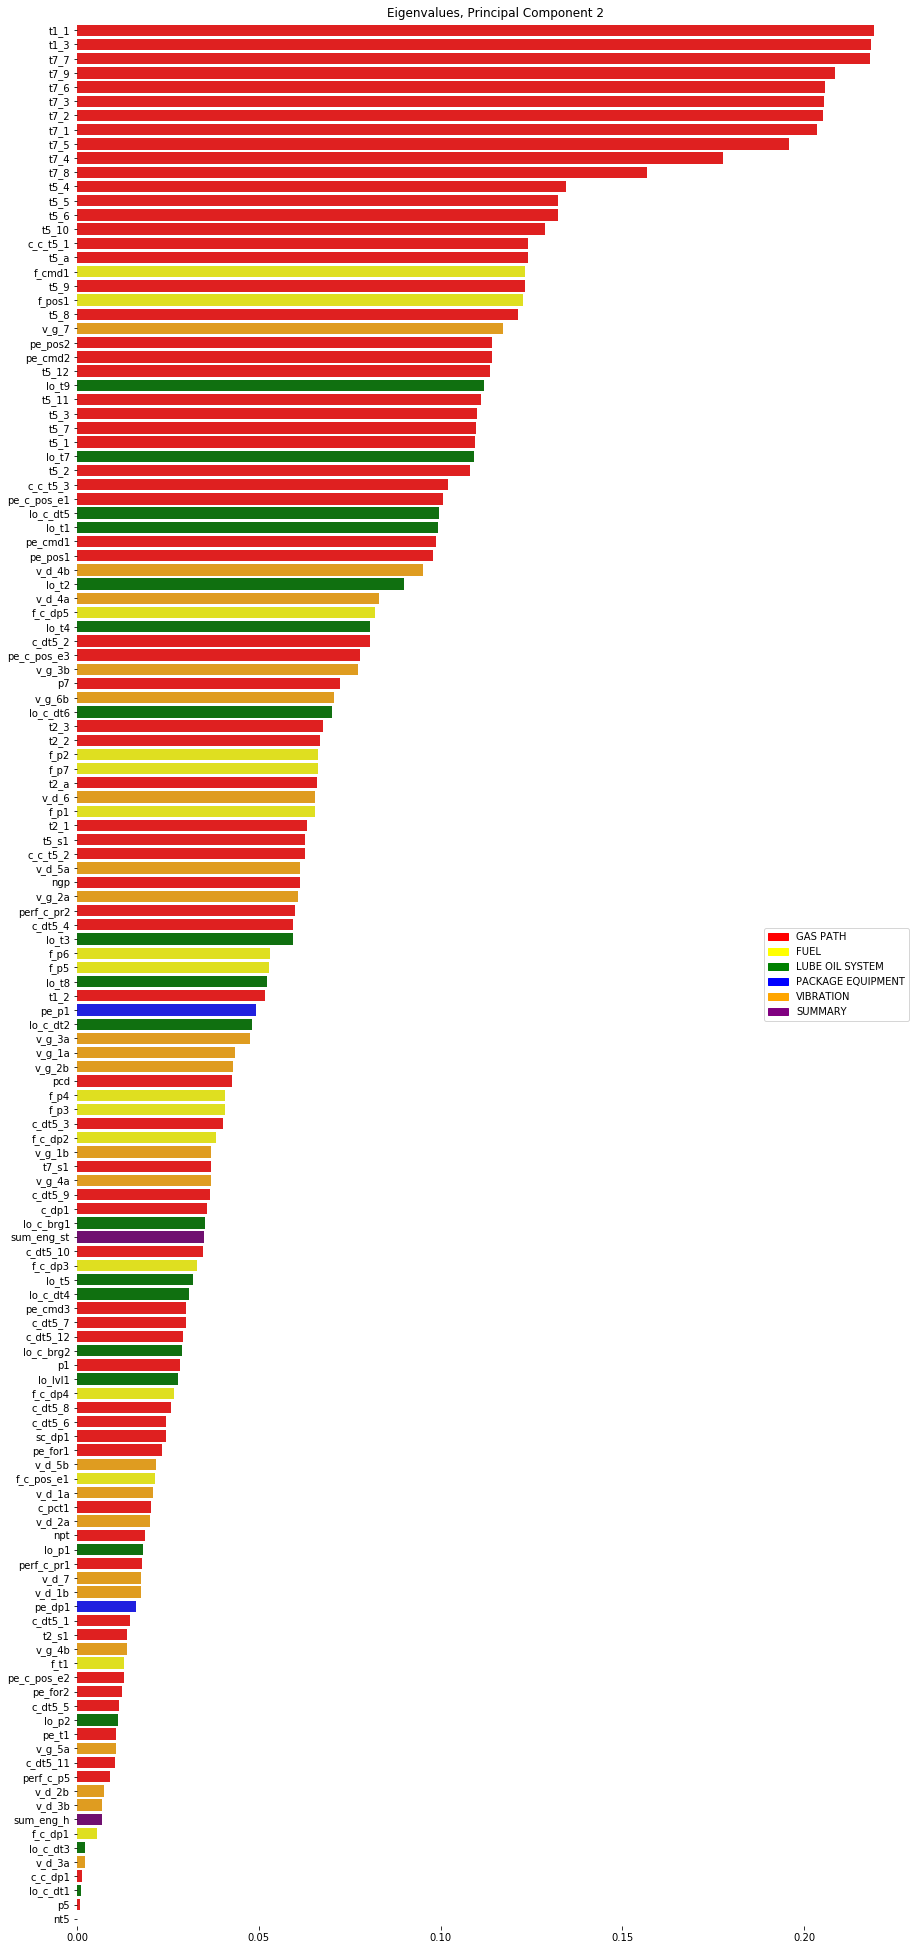 Eigenvalues, Principal Component 2
t1_1
t1_3
t7_7
t7_9
t7_6
t7_3
t7_2
t7_1
t7_5
t7_4
t7_8
t5_4
t5_5
t5_6
t5_10
c_c_t5_1
t5_a
f_cmd1
t5_9
f_pos1
t5_8
v_g_7
pe_pos2
pe_cmd2
t5_12
lo_t9
t5_11
t5_3
t5_7
t5_1
lo_t7
t5_2
c_c_t5_3
pe_c_pos_e1
lo_c_dt5
lo_t1
pe_cmd1
pe_pos1
v_d_4b
lo_t2
v_d_4a
f_c_dp5
lo_t4
c_dt5_2
pe_c_pos_e3
v_g_3b
p7
v_g_6b
lo_c_dt6
t2_3
t2_2
f_p2
f_p7
t2_a
v_d_6
f_p1
t2_1
t5_s1
c_c_t5_2
v_d_5a
ngp
v_g_2a
perf_c_pr2
c_dt5_4
lo_t3
f_p6
f_p5
lo_t8
t1_2
pe_p1
lo_c_dt2
v_g_3a
v_g_1a
v_g_2b
pcd
f_p4
f_p3
c_dt5_3
f_c_dp2
v_g_1b
t7_s1
v_g_4a
c_dt5_9
c_dp1
lo_c_brg1
sum_eng_st
c_dt5_10
f_c_dp3
lo_t5
lo_c_dt4
pe_cmd3
c_dt5_7
c_dt5_12
lo_c_brg2
p1
lo_lvl1
f_c_dp4
c_dt5_8
c_dt5_6
sc_dp1
pe_for1
v_d_5b
f_c_pos_e1
v_d_1a
c_pct1
v_d_2a
npt
lo_p1
perf_c_pr1
v_d_7
v_d_1b
pe_dp1
c_dt5_1
t2_s1
v_g_4b
f_t1
pe_c_pos_e2
pe_for2
c_dt5_5
lo_p2
pe_t1
v_g_5a
c_dt5_11
perf_c_p5
v_d_2b
v_d_3b
sum_eng_h
f_c_dp1
lo_c_dt3
v_d_3a
c_c_dp1
lo_c_dt1
p5
nt5
0.00 0.05 0.10 0.15 0.20
GAS PATH
FUEL
LUBE OIL SYSTEM
PACKAGE EQUIPMENT
VIBRATION
SUMMARY